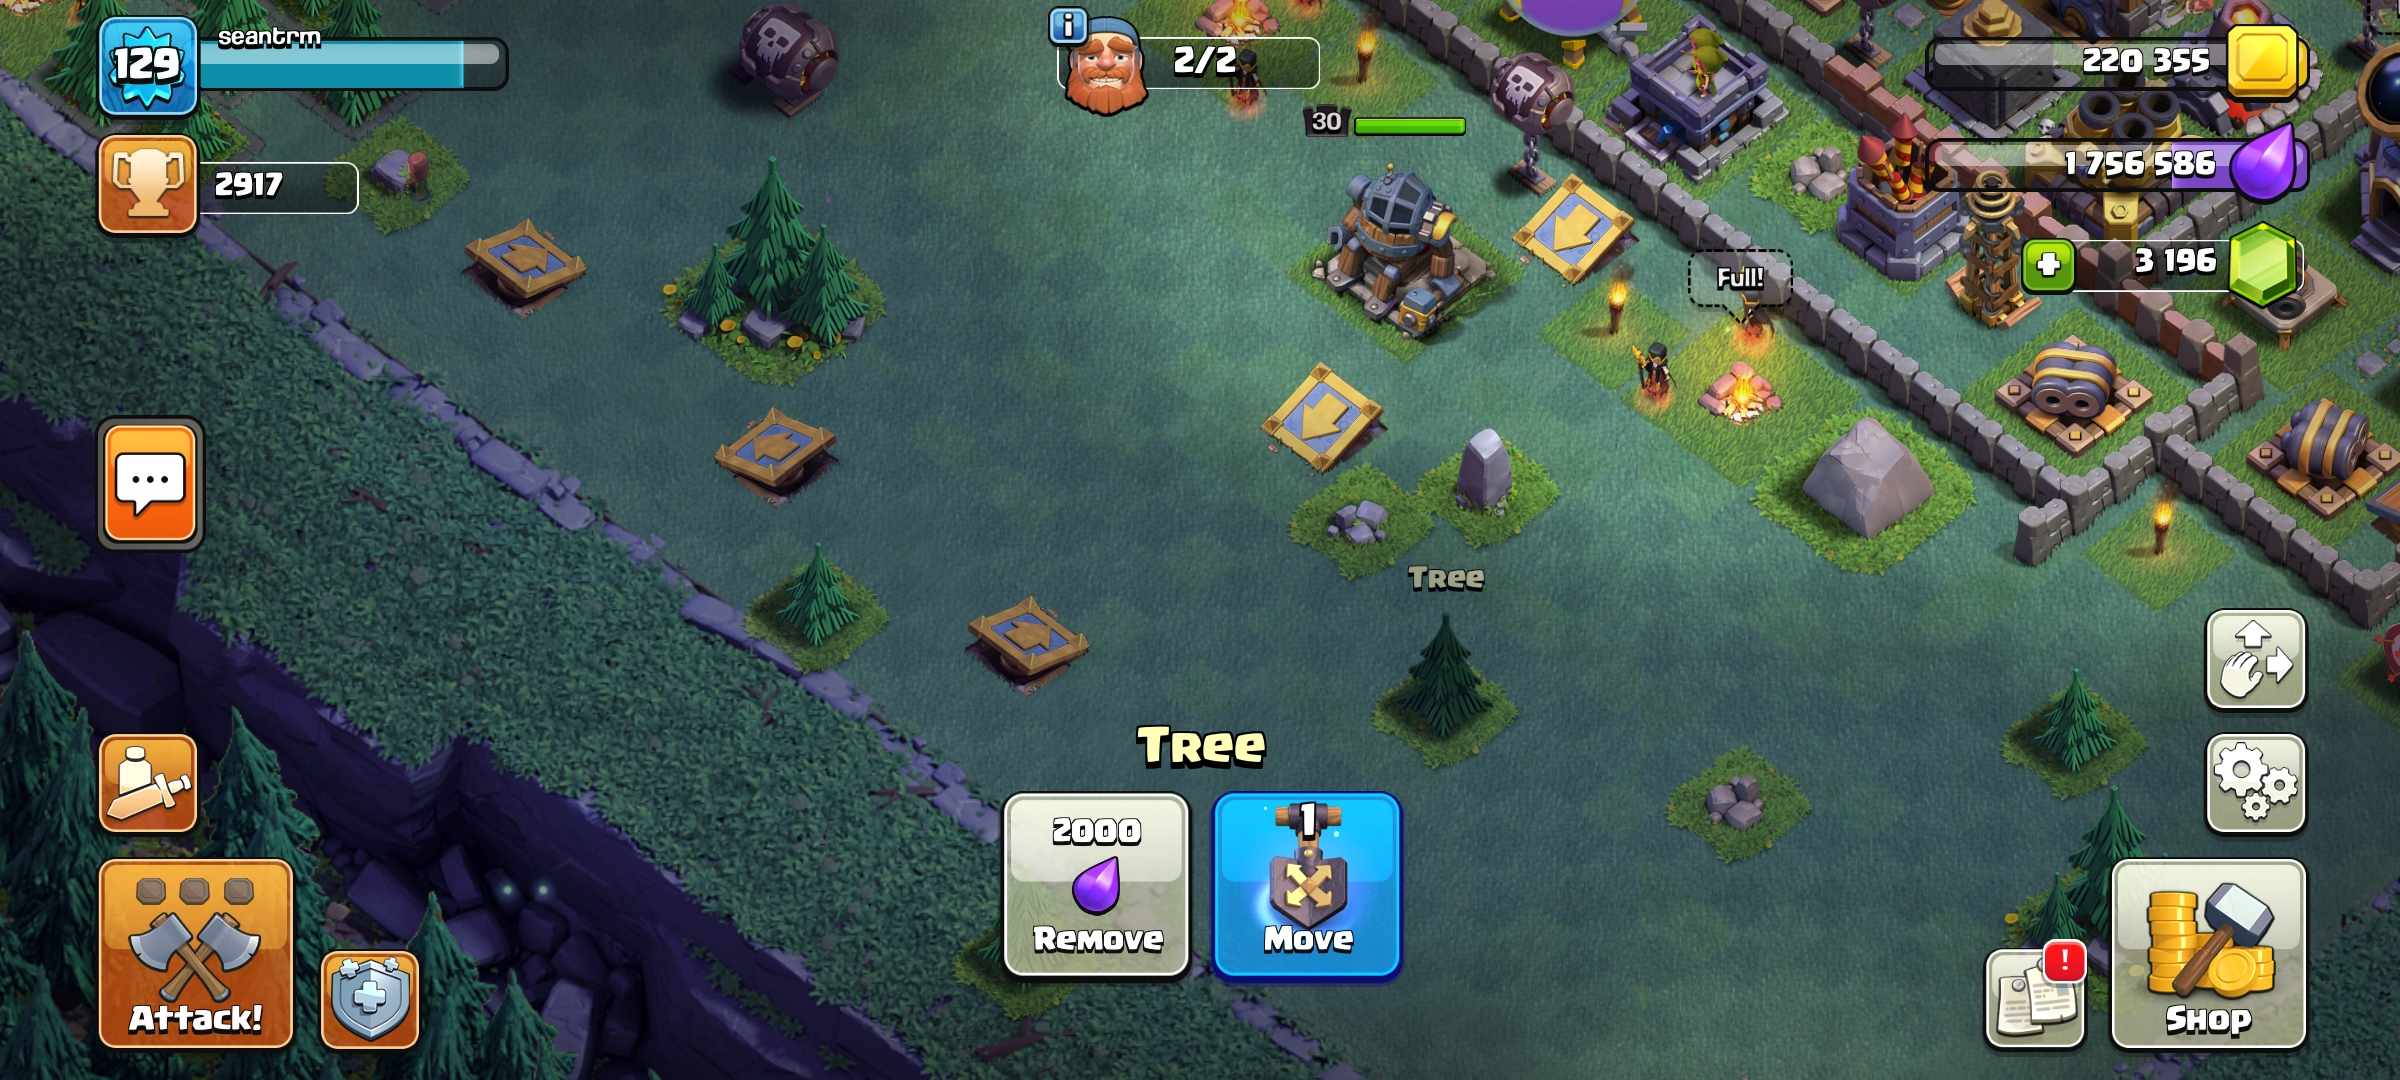 129
seantrm
2917
2/2
220 355
1 756 586
3 196
30
Full!
Tree
Tree
2000
Remove
1
Move
Attack!
!
Shop